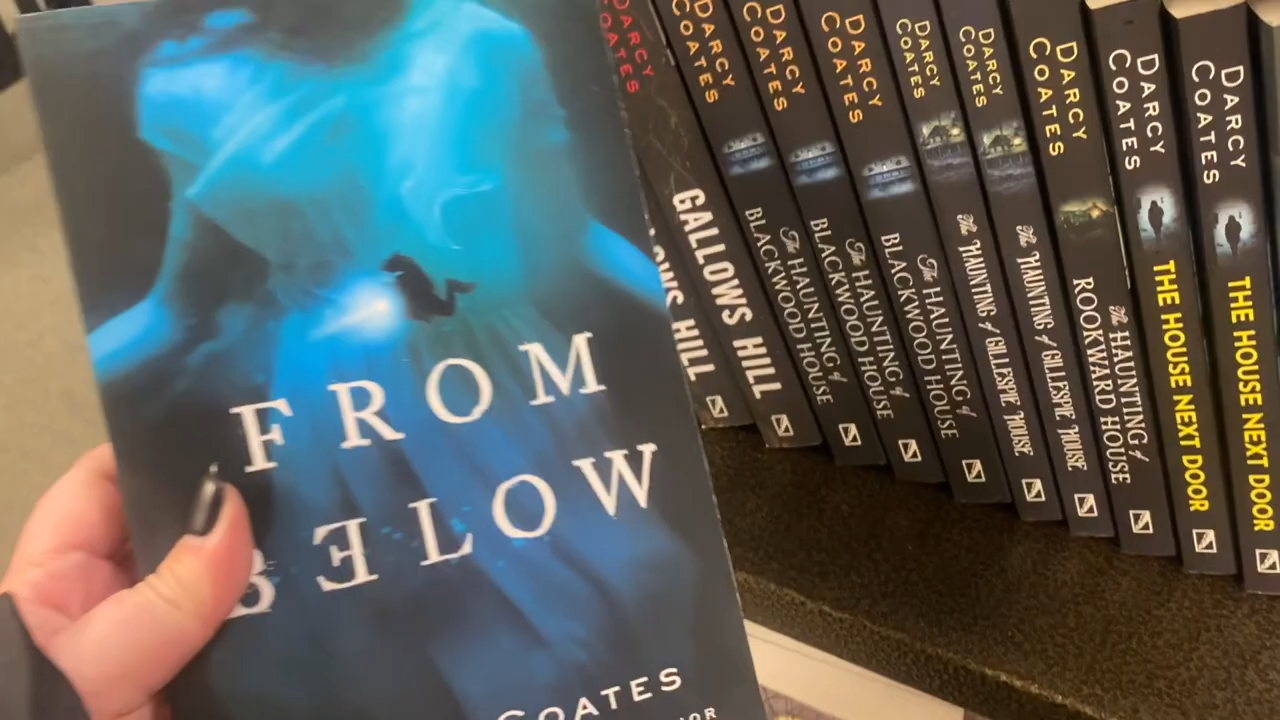 FROM
BELOW
COATES
OWS HILL
DARCY
COATES
GALLOWS HILL
DARCY
COATES
The HAUNTING of
BLACKWOOD HOUSE
DARCY
COATES
The HAUNTING of
BLACKWOOD HOUSE
DARCY
COATES
The HAUNTING of
BLACKWOOD HOUSE
DARCY
COATES
The HAUNTING of GILLESPIE HOUSE
DARCY
COATES
The HAUNTING of GILLESPIE HOUSE
DARCY
COATES
The HAUNTING of
ROOKWARD HOUSE
DARCY
COATES
THE HOUSE NEXT DOOR
DARCY
COATES
THE HOUSE NEXT DOOR